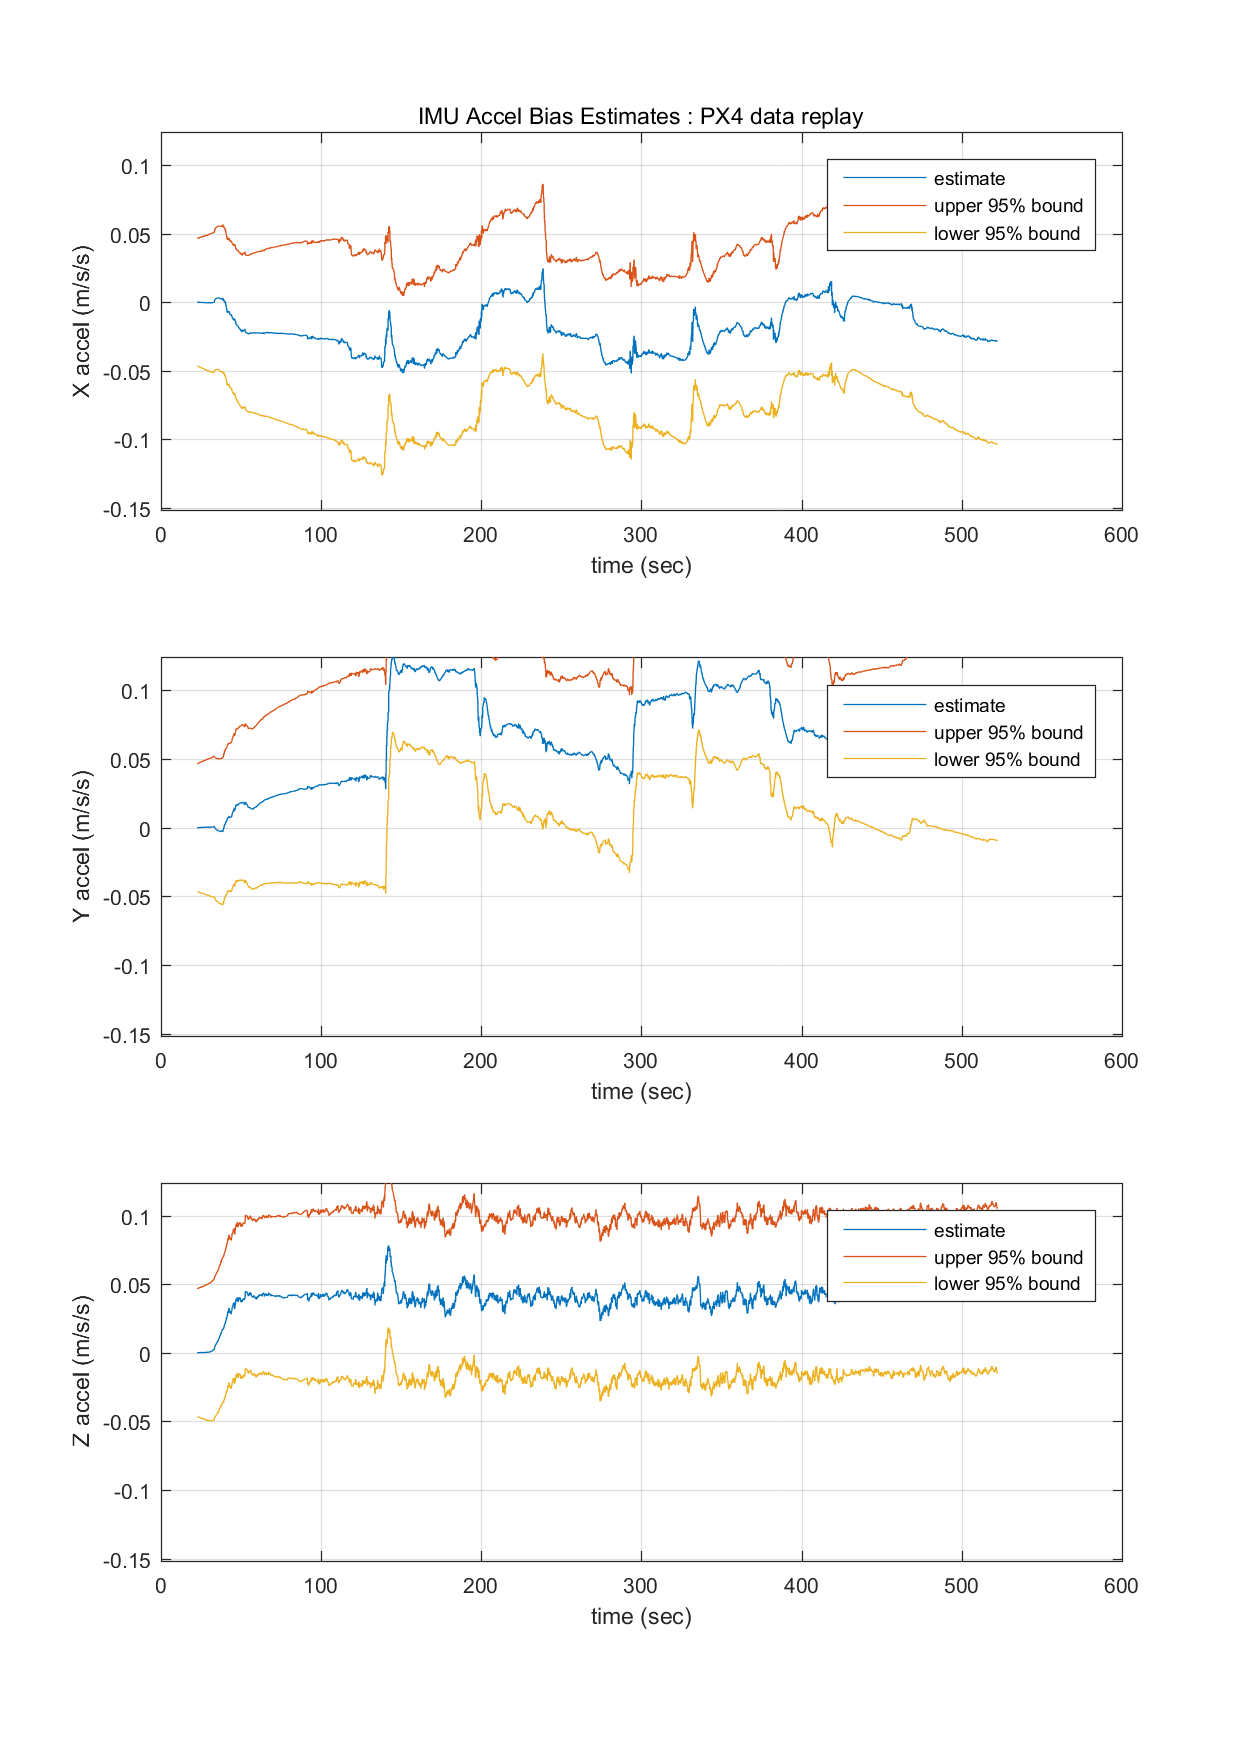 IMU Accel Bias Estimates : PX4 data replay
0.1
0.05
0
-0.05
-0.1
-0.15
X accel (m/s/s)
estimate
upper 95% bound
lower 95% bound
0 100 200 300 400 500 600
time (sec)
0.1
0.05
0
-0.05
-0.1
-0.15
Y accel (m/s/s)
estimate
upper 95% bound
lower 95% bound
0 100 200 300 400 500 600
time (sec)
0.1
0.05
0
-0.05
-0.1
-0.15
Z accel (m/s/s)
estimate
upper 95% bound
lower 95% bound
0 100 200 300 400 500 600
time (sec)